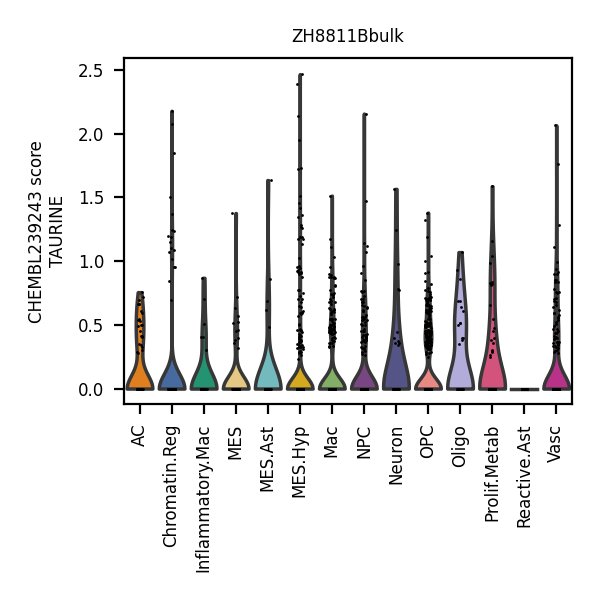 ZH8811Bbulk
CHEMBL239243 score
TAURINE
2.5
2.0
1.5
1.0
0.5
0.0
AC
Chromatin.Reg
Inflammatory.Mac
MES
MES.Ast
MES.Hyp
Mac
NPC
Neuron
OPC
Oligo
Prolif.Metab
Reactive.Ast
Vasc